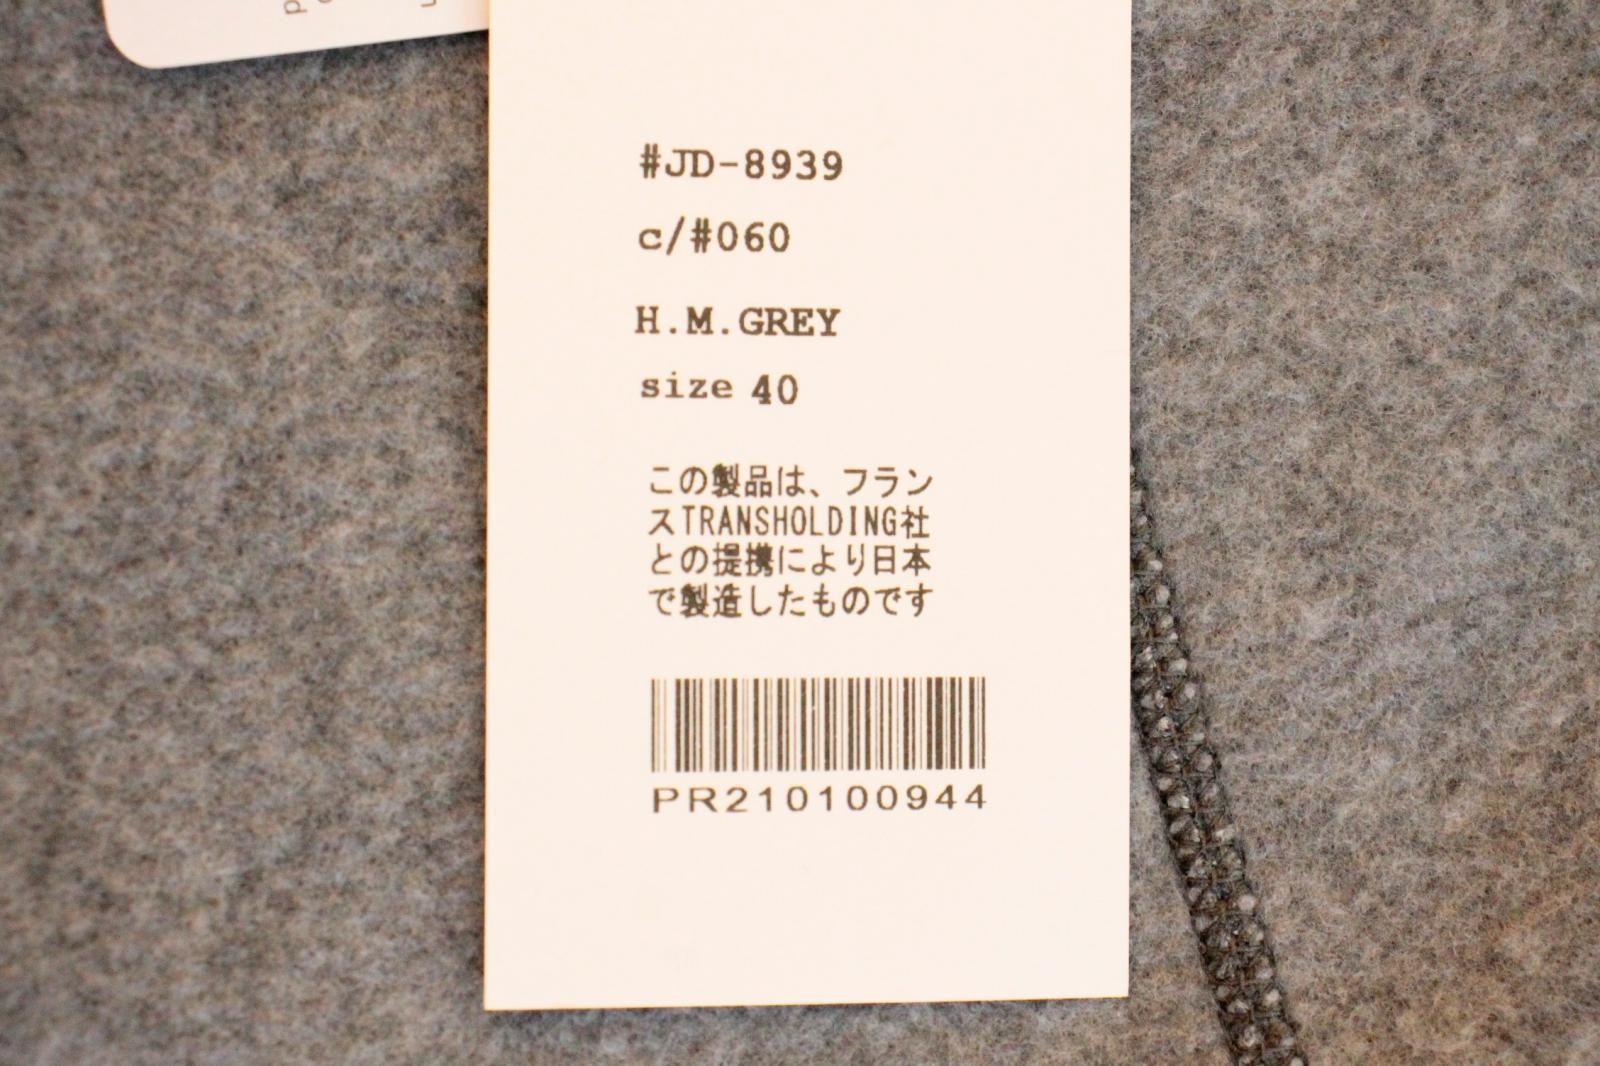 #JD-8939
c/#060
H.M.GREY
size 40
この製品は、フラン
スTRANSHOLDING社
との提携により日本
で製造したものです
PR210100944